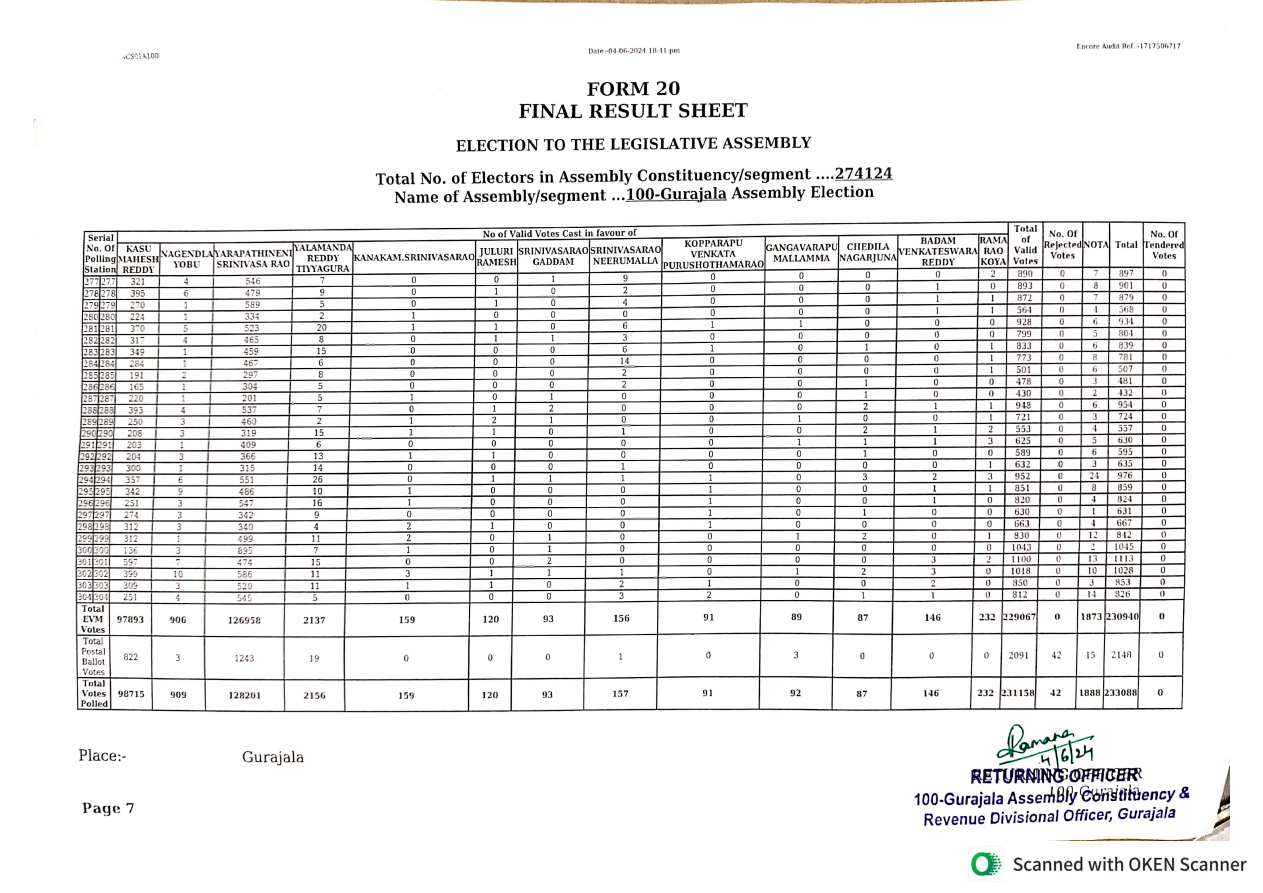 ICS01A100
Date:-04-06-2024 18:41:pm
Encore Audit Ref.:-1717506717
FORM 20
FINAL RESULT SHEET
ELECTION TO THE LEGISLATIVE ASSEMBLY
Total No. of Electors in Assembly Constituency/segment ....274124
Name of Assembly/segment ...100-Gurajala Assembly Election
Serial No. Of Polling Station No of Valid Votes Cast in favour of Total of Valid Votes No. Of Rejected Votes NOTA Total No. Of Tendered Votes
KASU MAHESH REDDY NAGENDLA YOBU YARAPATHINENI SRINIVASA RAO YALAMANDA REDDY TIYYAGURA KANAKAM.SRINIVASARAO JULURI RAMESH SRINIVASARAO GADDAM SRINIVASARAO NEERUMALLA KOPPARAPU VENKATA PURUSHOTHAMARAO GANGAVARAPU MALLAMMA CHEDILA NAGARJUNA BADAM VENKATESWARA REDDY RAMA RAO KOYA
277 277 321 4 546 7 0 0 1 9 0 0 0 0 2 890 0 7 897 0
278 278 395 6 479 9 0 1 0 2 0 0 0 1 0 893 0 8 901 0
279 279 270 1 589 5 0 1 0 4 0 0 0 1 1 872 0 7 879 0
280 280 224 1 334 2 1 0 0 0 0 0 0 1 1 564 0 4 568 0
281 281 370 5 523 20 1 1 0 6 1 1 0 0 0 928 0 6 934 0
282 282 317 4 465 8 0 1 1 3 0 0 0 0 0 799 0 5 804 0
283 283 349 1 459 15 0 0 0 6 1 0 1 0 1 833 0 6 839 0
284 284 284 1 467 6 0 0 0 14 0 0 0 0 1 773 0 8 781 0
285 285 191 2 297 8 0 0 0 2 0 0 0 0 1 501 0 6 507 0
286 286 165 1 304 5 0 0 0 2 0 0 1 0 0 478 0 3 481 0
287 287 220 1 201 5 1 0 1 0 0 0 1 0 0 430 0 2 432 0
288 288 393 4 537 7 0 1 2 0 0 0 2 1 1 948 0 6 954 0
289 289 250 3 460 2 1 2 1 0 0 1 0 0 1 721 0 3 724 0
290 290 208 3 319 15 1 1 0 1 0 0 2 1 2 553 0 4 557 0
291 291 203 1 409 6 0 0 0 0 0 1 1 1 3 625 0 5 630 0
292 292 204 3 366 13 1 1 0 0 0 0 1 0 0 589 0 6 595 0
293 293 300 1 315 14 0 0 0 1 0 0 0 0 1 632 0 3 635 0
294 294 357 6 551 26 0 1 1 1 1 0 3 2 3 952 0 24 976 0
295 295 342 9 486 10 1 0 0 0 1 0 0 1 1 851 0 8 859 0
296 296 251 3 547 16 1 0 0 0 1 0 0 1 0 820 0 4 824 0
297 297 274 3 342 9 0 0 0 0 1 0 1 0 0 630 0 1 631 0
298 298 312 3 340 4 2 1 0 0 1 0 0 0 0 663 0 4 667 0
299 299 312 1 499 11 2 0 1 0 0 1 2 0 1 830 0 12 842 0
300 300 136 3 895 7 1 0 1 0 0 0 0 0 0 1043 0 2 1045 0
301 301 597 7 474 15 0 0 2 0 0 0 0 3 2 1100 0 13 1113 0
302 302 399 10 586 11 3 1 1 1 0 1 2 3 0 1018 0 10 1028 0
303 303 309 3 520 11 1 1 0 2 1 0 0 2 0 850 0 3 853 0
304 304 251 4 545 5 0 0 0 3 2 0 1 1 0 812 0 14 826 0
Total EVM Votes 97893 906 126958 2137 159 120 93 156 91 89 87 146 232 229067 0 1873 230940 0
Total Postal Ballot Votes 822 3 1243 19 0 0 0 1 0 3 0 0 0 2091 42 15 2148 0
Total Votes Polled 98715 909 128201 2156 159 120 93 157 91 92 87 146 232 231158 42 1888 233088 0
Ramana
4/6/24
Place:- Gurajala
RETURNING OFFICER
100-Gurajala
100-Gurajala Assembly Constituency &
Revenue Divisional Officer, Gurajala
Page 7
Scanned with OKEN Scanner